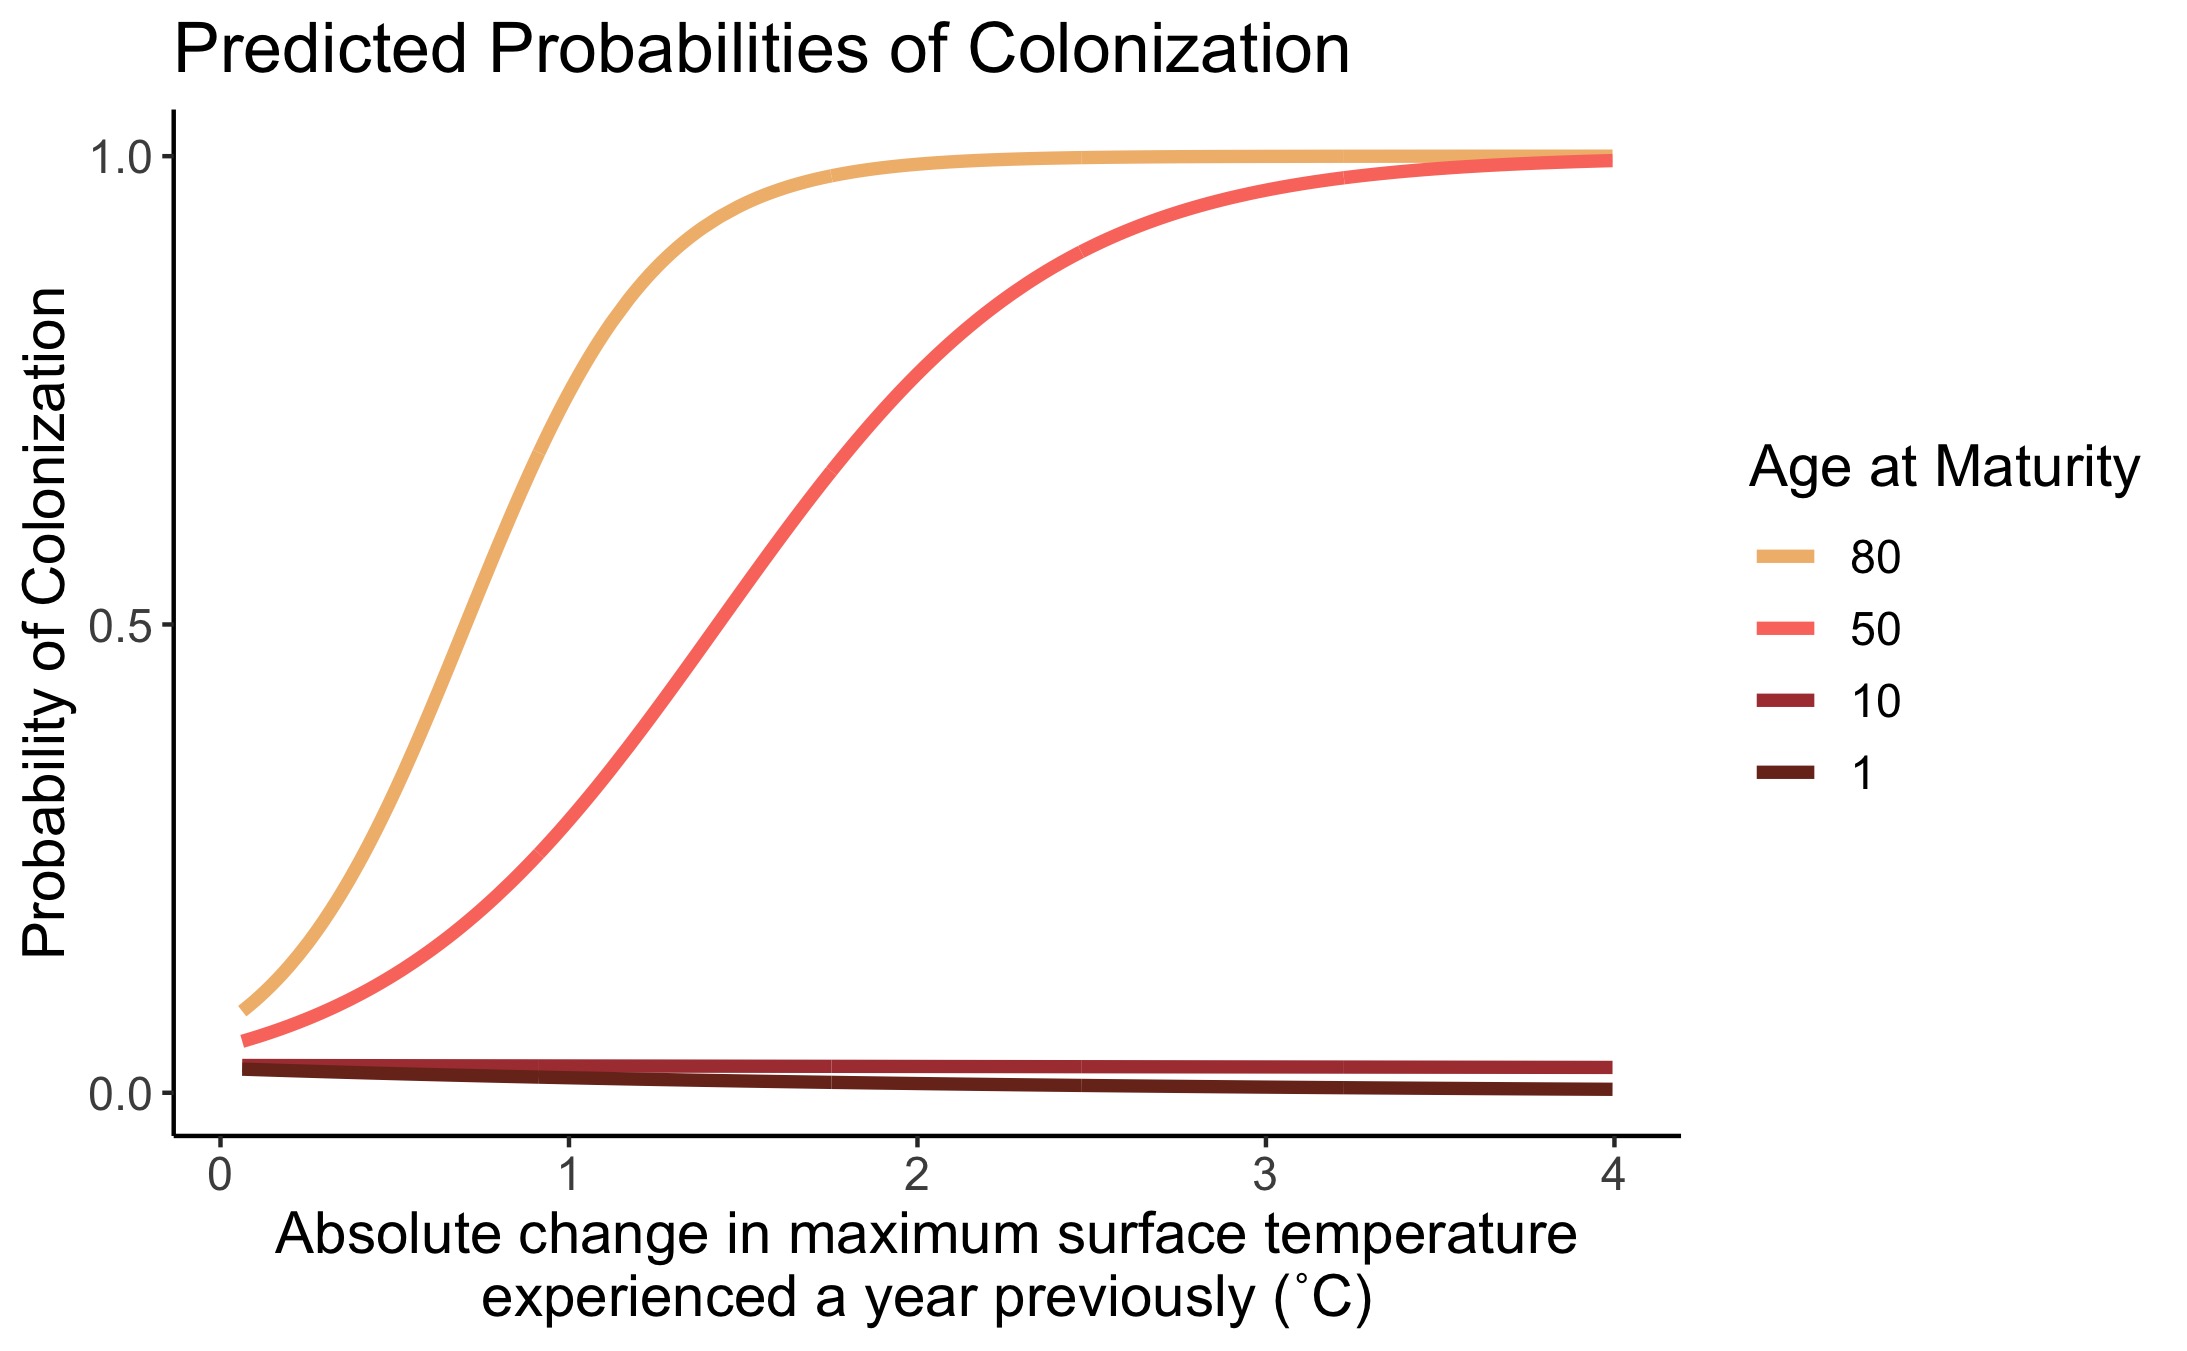 Predicted Probabilities of Colonization
1.0
0.5
0.0
Probability of Colonization
0 1 2 3 4
Absolute change in maximum surface temperature
experienced a year previously (˚C)
Age at Maturity
80
50
10
1